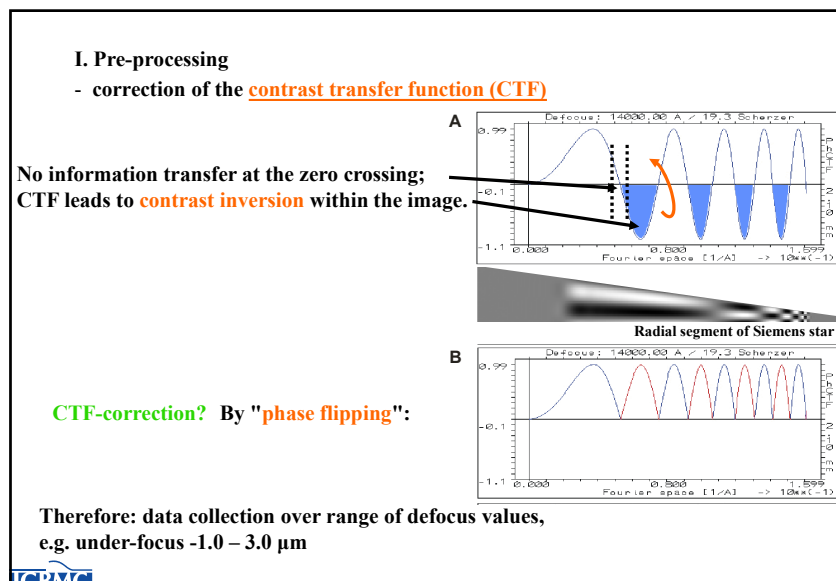 I. Pre-processing
- correction of the contrast transfer function (CTF)
A
Defocus: 14000.00 A / 19.3 Scherzer
0.99
-0.1
-1.1
0.000 0.800 1.599
Fourier space [1/A] -> 10**(-1)
No information transfer at the zero crossing;
CTF leads to contrast inversion within the image.
Radial segment of Siemens star
B
Defocus: 14000.00 A / 19.3 Scherzer
0.99
-0.1
-1.1
0.000 0.800 1.599
Fourier space [1/A] -> 10**(-1)
CTF-correction? By "phase flipping":
Therefore: data collection over range of defocus values,
e.g. under-focus -1.0 – 3.0 µm